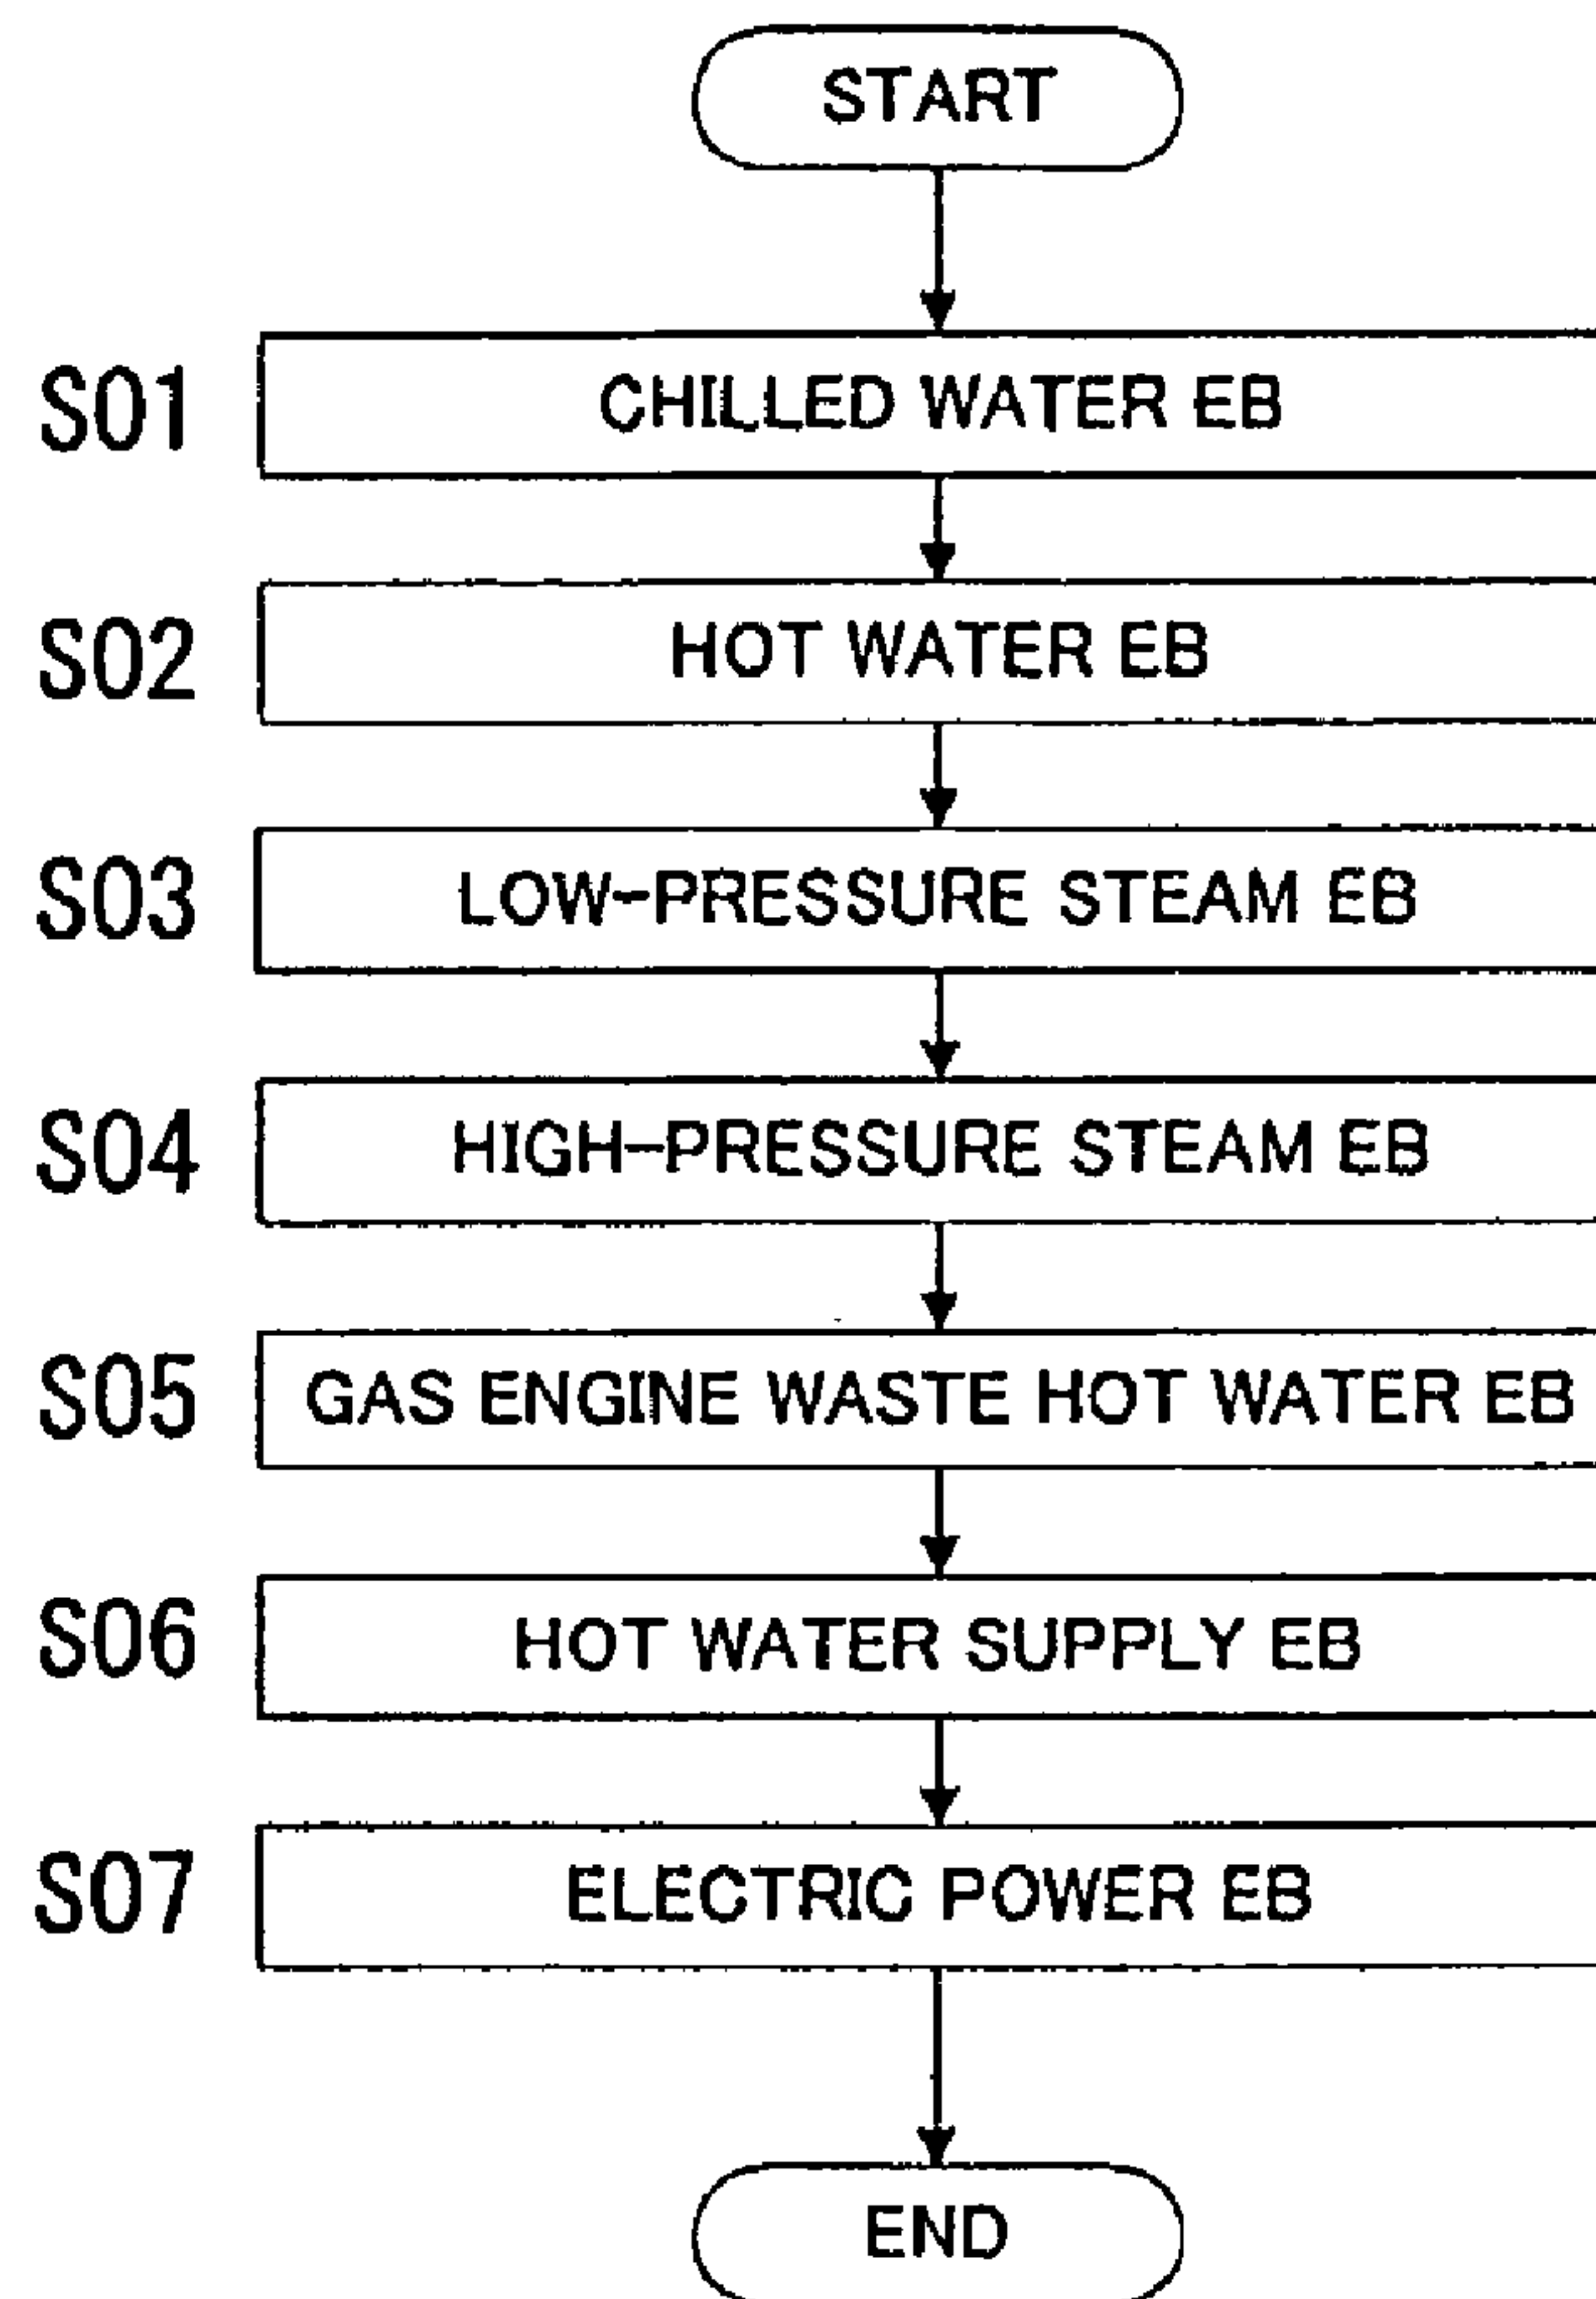 START
S01 CHILLED WATER EB
S02 HOT WATER EB
S03 LOW-PRESSURE STEAM EB
S04 HIGH-PRESSURE STEAM EB
S05 GAS ENGINE WASTE HOT WATER EB
S06 HOT WATER SUPPLY EB
S07 ELECTRIC POWER EB
END